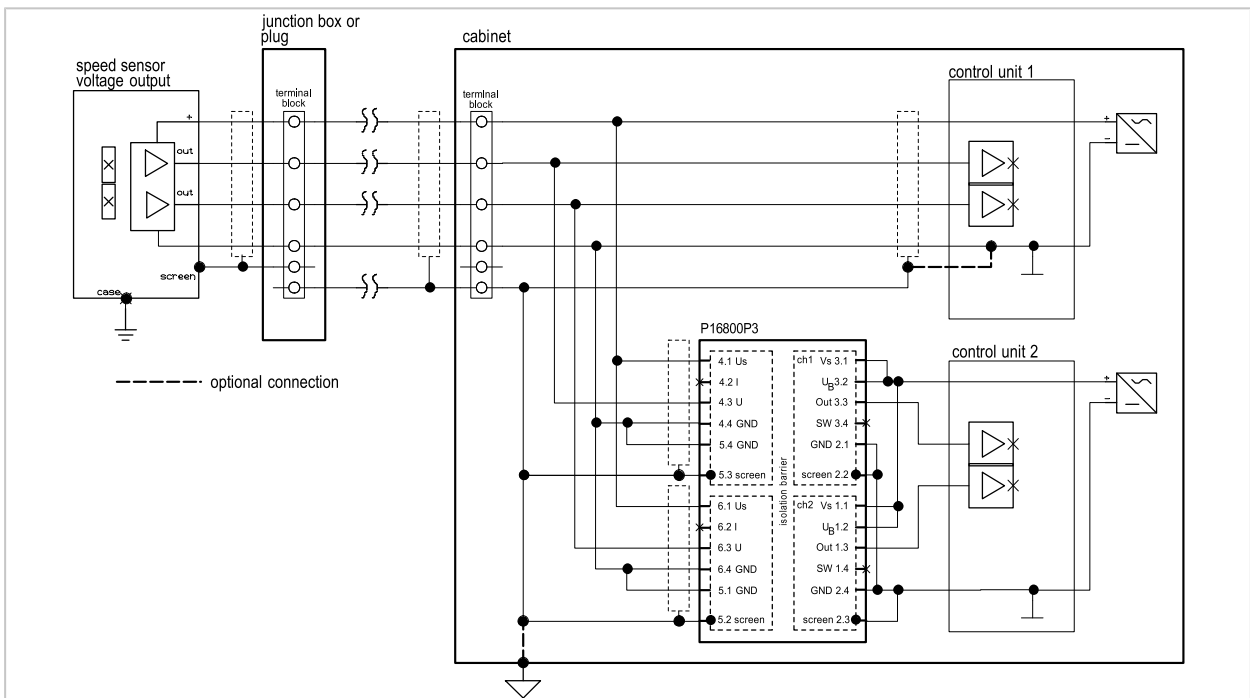 junction box or
plug
cabinet
speed sensor
voltage output
control unit 1
terminal
block
terminal
block
+
out
out
screen
case
+
−
optional connection
P16800P3
control unit 2
4.1 Us
ch1 Vs 3.1
4.2 I
UB3.2
4.3 U
Out 3.3
4.4 GND
SW 3.4
5.4 GND
GND 2.1
5.3 screen
screen 2.2
isolation barrier
6.1 Us
ch2 Vs 1.1
6.2 I
UB1.2
6.3 U
Out 1.3
6.4 GND
SW 1.4
5.1 GND
GND 2.4
5.2 screen
screen 2.3
+
−